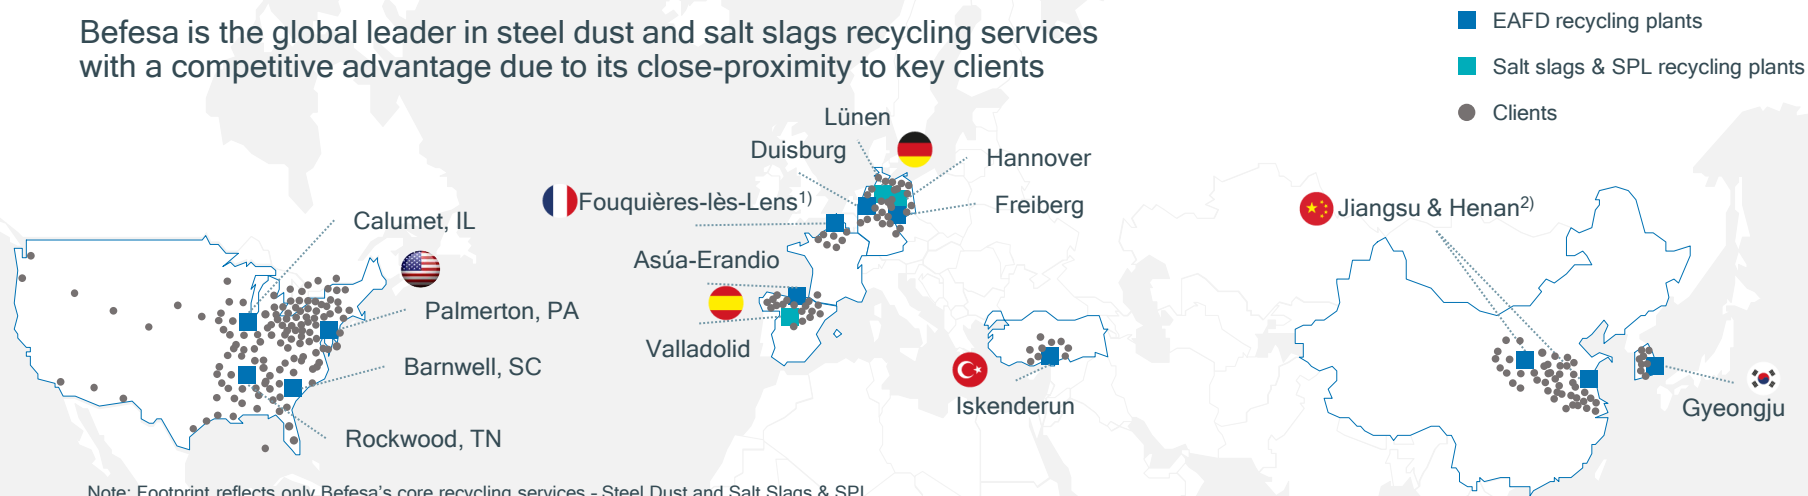 Befesa is the global leader in steel dust and salt slags recycling services
with a competitive advantage due to its close-proximity to key clients
EAFD recycling plants
Salt slags & SPL recycling plants
Clients
Lünen
Duisburg
Hannover
Fouquières-lès-Lens1)
Freiberg
Jiangsu & Henan2)
Calumet, IL
Asúa-Erandio
Palmerton, PA
Valladolid
Barnwell, SC
Iskenderun
Gyeongju
Rockwood, TN
Note: Footprint reflects only Befesa's core recycling services - Steel Dust and Salt Slags & SPL